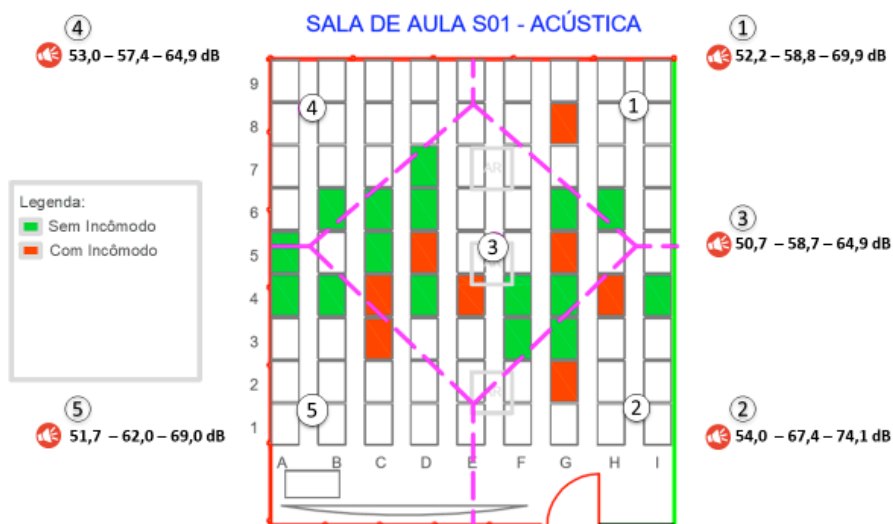 SALA DE AULA S01 - ACÚSTICA
4
53,0 – 57,4 – 64,9 dB
1
52,2 – 58,8 – 69,9 dB
9
8
7
6
5
4
3
2
1
4
1
AR
3
5
2
Legenda:
Sem Incômodo
Com Incômodo
3
50,7 – 58,7 – 64,9 dB
5
51,7 – 62,0 – 69,0 dB
2
54,0 – 67,4 – 74,1 dB
A B C D E F G H I